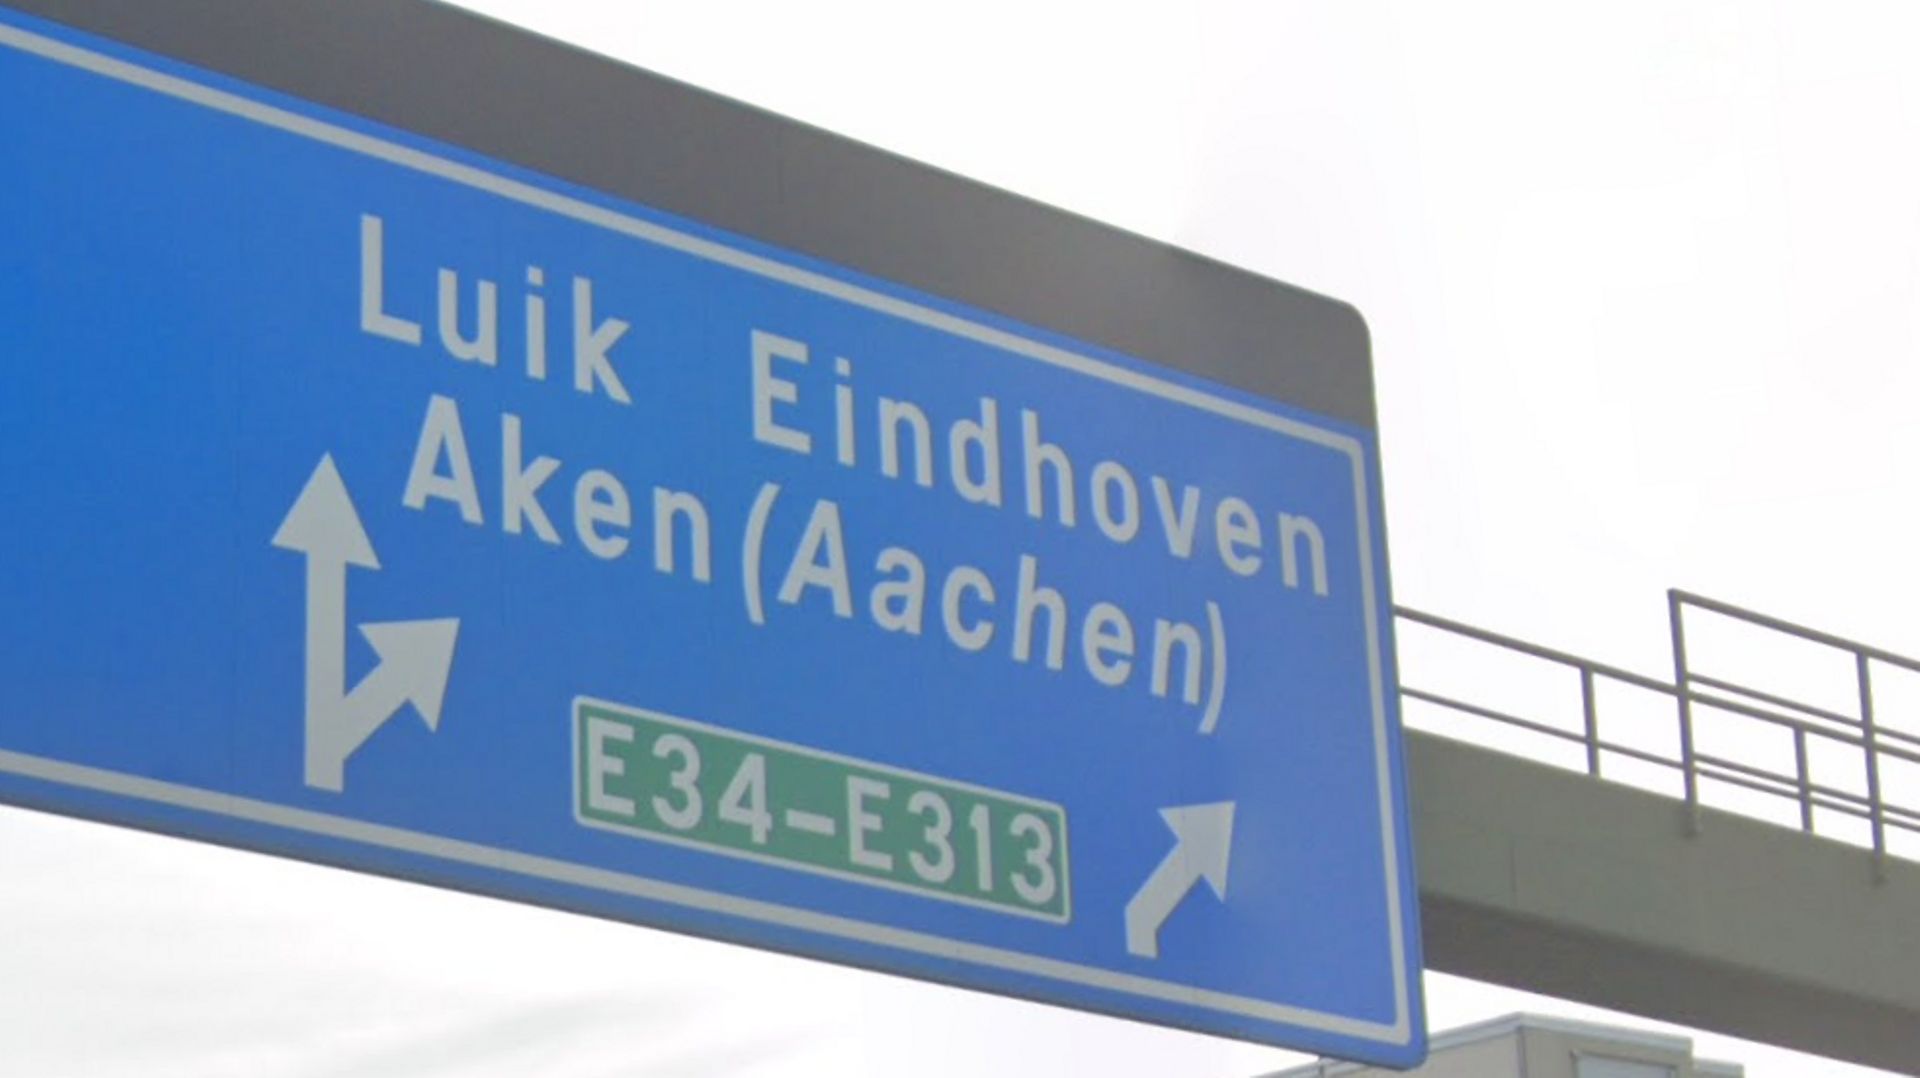 Luik Eindhoven
Aken (Aachen)
E34-E313